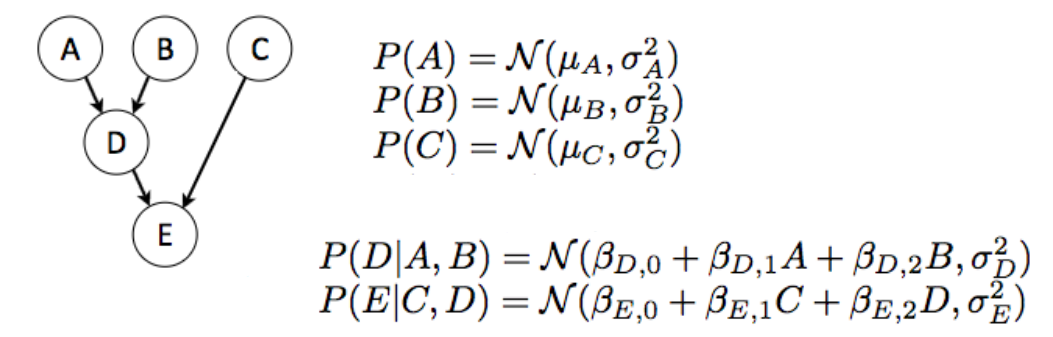 A B C
D
E
P(A) = 𝒩(μ_A, σ_A^2)
P(B) = 𝒩(μ_B, σ_B^2)
P(C) = 𝒩(μ_C, σ_C^2)
P(D|A, B) = 𝒩(β_{D,0} + β_{D,1}A + β_{D,2}B, σ_D^2)
P(E|C, D) = 𝒩(β_{E,0} + β_{E,1}C + β_{E,2}D, σ_E^2)